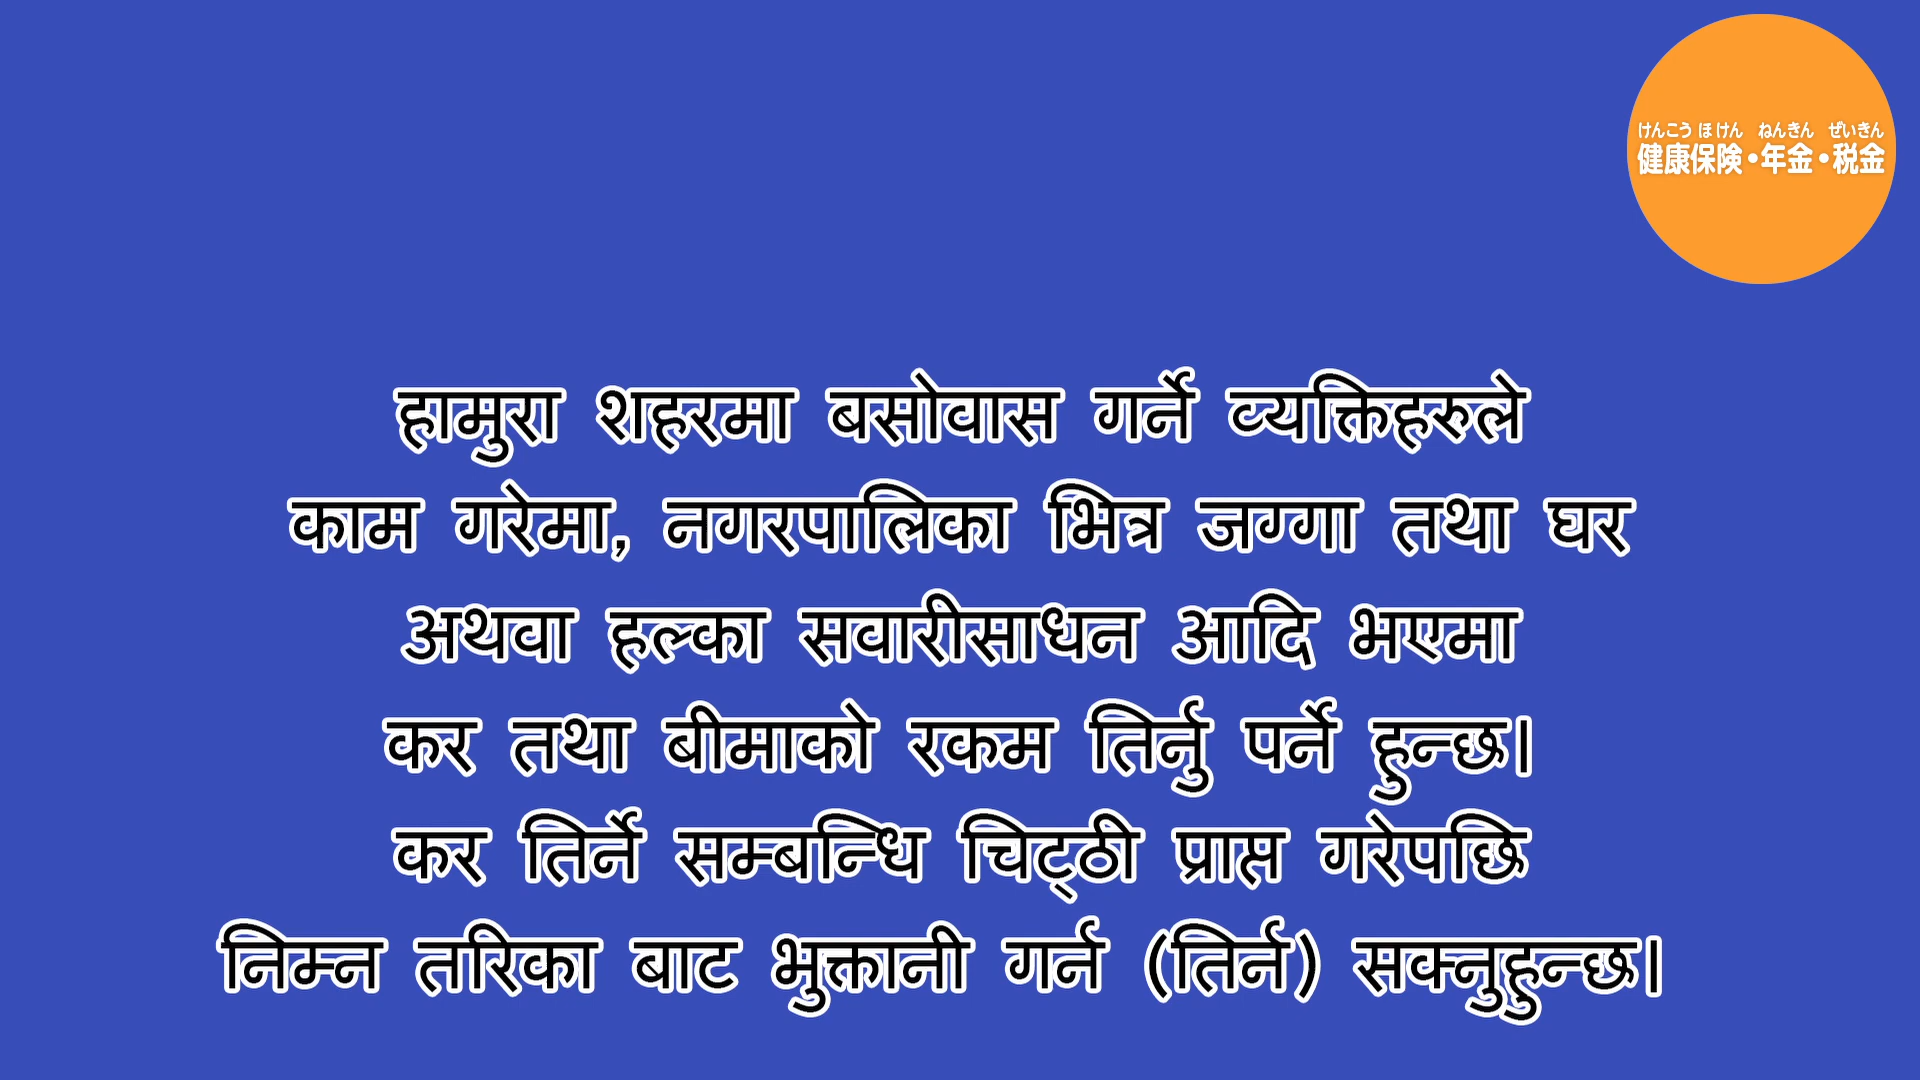 けんこう ほけん ねんきん ぜいきん
健康保険・年金・税金
हामुरा शहरमा बसोवास गर्ने व्यक्तिहरुले
काम गरेमा, नगरपालिका भित्र जग्गा तथा घर
अथवा हल्का सवारीसाधन आदि भएमा
कर तथा बीमाको रकम तिर्नु पर्ने हुन्छ।
कर तिर्ने सम्बन्धि चिट्ठी प्राप्त गरेपछि
निम्न तरिका बाट भुक्तानी गर्न (तिर्न) सक्नुहुन्छ।